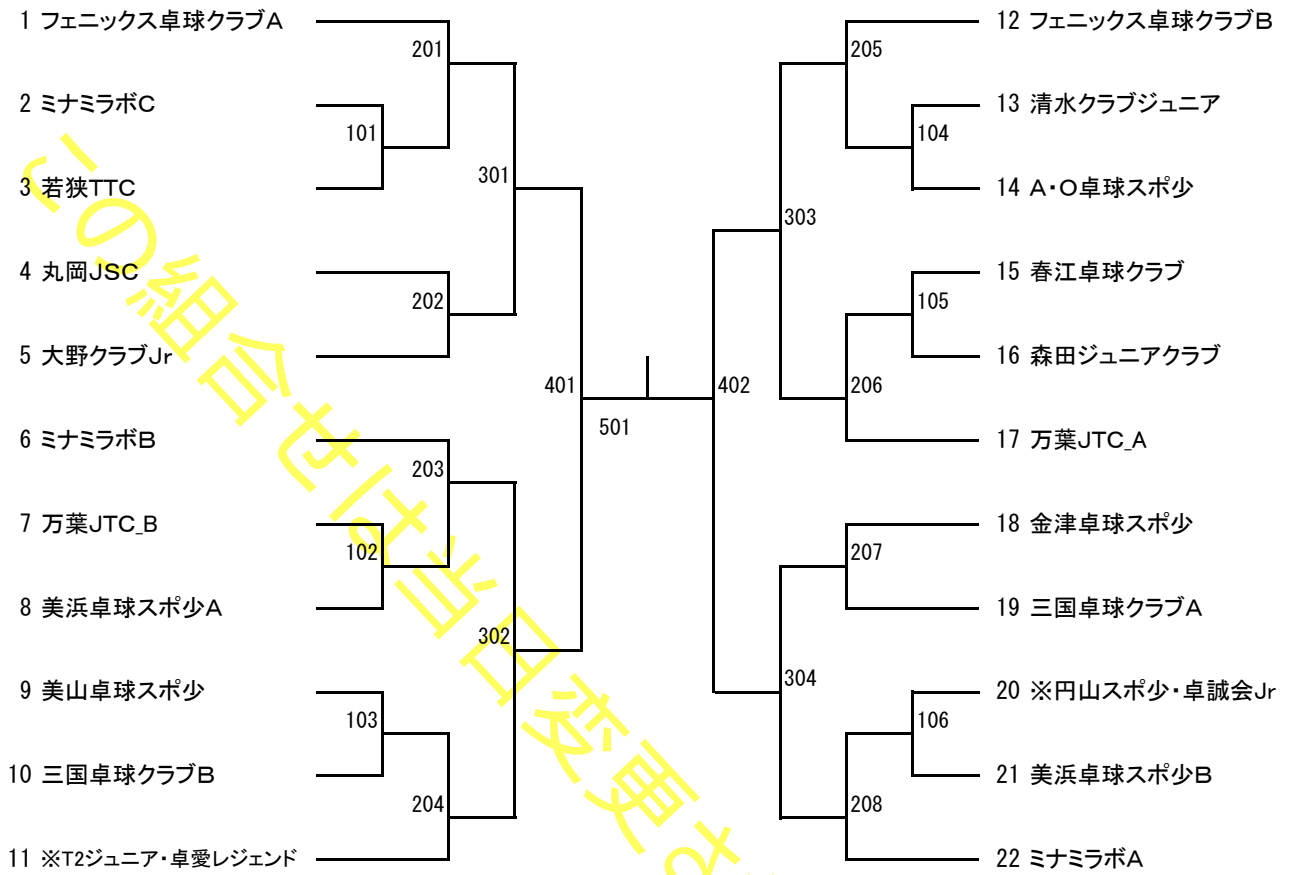 1 フェニックス卓球クラブA
2 ミナミラボC
3 若狭TTC
4 丸岡JSC
5 大野クラブJr
6 ミナミラボB
7 万葉JTC_B
8 美浜卓球スポ少A
9 美山卓球スポ少
10 三国卓球クラブB
11 ※T2ジュニア・卓愛レジェンド
101
102
103
201
202
203
204
301
302
401
501
402
303
304
205
206
207
208
104
105
106
12 フェニックス卓球クラブB
13 清水クラブジュニア
14 A・O卓球スポ少
15 春江卓球クラブ
16 森田ジュニアクラブ
17 万葉JTC_A
18 金津卓球スポ少
19 三国卓球クラブA
20 ※円山スポ少・卓誠会Jr
21 美浜卓球スポ少B
22 ミナミラボA
この組合せは当日変更さ